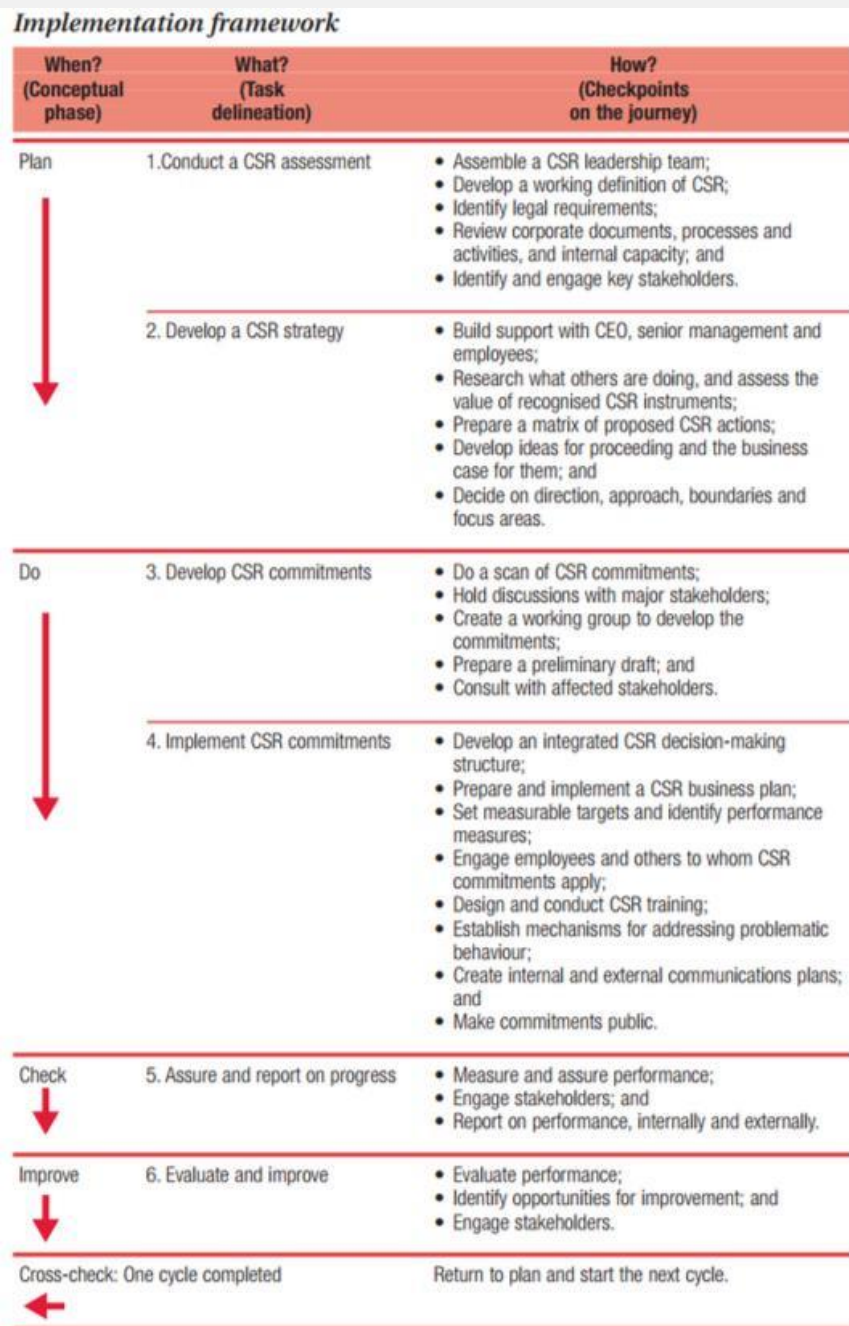 Implementation framework
When?
(Conceptual
phase)
What?
(Task
delineation)
How?
(Checkpoints
on the journey)
Plan
1.Conduct a CSR assessment
• Assemble a CSR leadership team;
• Develop a working definition of CSR;
• Identify legal requirements;
• Review corporate documents, processes and
activities, and internal capacity; and
• Identify and engage key stakeholders.
2. Develop a CSR strategy
• Build support with CEO, senior management and
employees;
• Research what others are doing, and assess the
value of recognised CSR instruments;
• Prepare a matrix of proposed CSR actions;
• Develop ideas for proceeding and the business
case for them; and
• Decide on direction, approach, boundaries and
focus areas.
Do
3. Develop CSR commitments
• Do a scan of CSR commitments;
• Hold discussions with major stakeholders;
• Create a working group to develop the
commitments;
• Prepare a preliminary draft; and
• Consult with affected stakeholders.
4. Implement CSR commitments
• Develop an integrated CSR decision-making
structure;
• Prepare and implement a CSR business plan;
• Set measurable targets and identify performance
measures;
• Engage employees and others to whom CSR
commitments apply;
• Design and conduct CSR training;
• Establish mechanisms for addressing problematic
behaviour;
• Create internal and external communications plans;
and
• Make commitments public.
Check
5. Assure and report on progress
• Measure and assure performance;
• Engage stakeholders; and
• Report on performance, internally and externally.
Improve
6. Evaluate and improve
• Evaluate performance;
• Identify opportunities for improvement; and
• Engage stakeholders.
Cross-check: One cycle completed
Return to plan and start the next cycle.